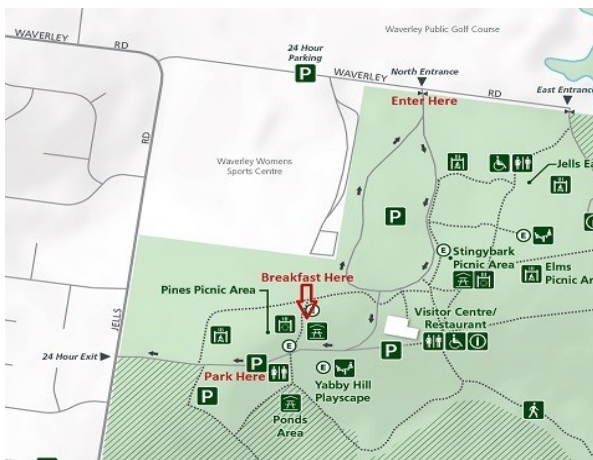 Waverley Public Golf Course
WAVERLEY
RD
24 Hour
Parking
P
WAVERLEY
North Entrance
RD
East Entrance
Enter Here
RD
Waverley Womens
Sports Centre
Jells Ea
P
E
E
Stingybark
Picnic Area
Elms
Picnic Ar
Breakfast Here
Pines Picnic Area
E
Visitor Centre/
Restaurant
JELLS
E
24 Hour Exit
P
P
Park Here
E
Yabby Hill
Playscape
P
Ponds
Area